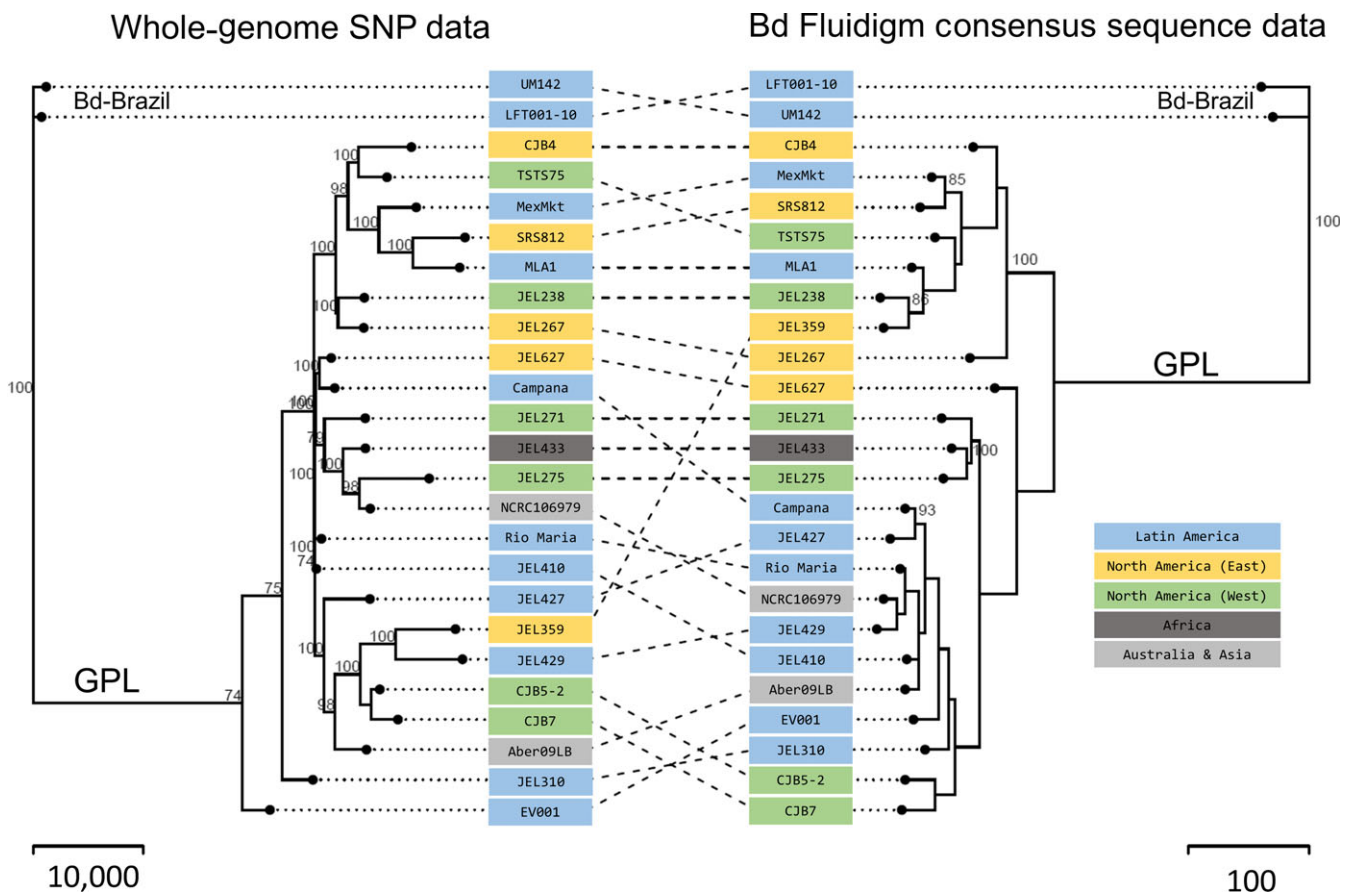 Whole-genome SNP data
Bd Fluidigm consensus sequence data
Bd-Brazil
GPL
100
100
98
100
100
100
100
100
100
79
100
100
98
100
74
100
100
100
98
75
74
10,000
UM142
LFT001-10
CJB4
TSTS75
MexMkt
SRS812
MLA1
JEL238
JEL267
JEL627
Campana
JEL271
JEL433
JEL275
NCRC106979
Rio Maria
JEL410
JEL427
JEL359
JEL429
CJB5-2
CJB7
Aber09LB
JEL310
EV001
LFT001-10
UM142
CJB4
MexMkt
SRS812
TSTS75
MLA1
JEL238
JEL359
JEL267
JEL627
JEL271
JEL433
JEL275
Campana
JEL427
Rio Maria
NCRC106979
JEL429
JEL410
Aber09LB
EV001
JEL310
CJB5-2
CJB7
Bd-Brazil
85
100
86
100
100
93
GPL
Latin America
North America (East)
North America (West)
Africa
Australia & Asia
100